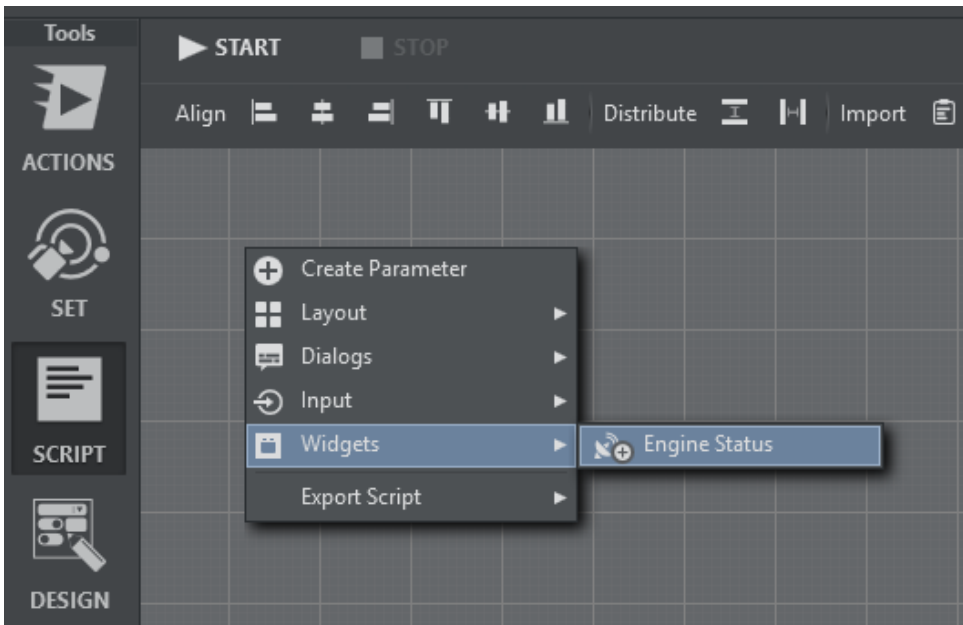 Tools
START
STOP
Align
Distribute
Import
ACTIONS
SET
SCRIPT
DESIGN
Create Parameter
Layout
Dialogs
Input
Widgets
Engine Status
Export Script